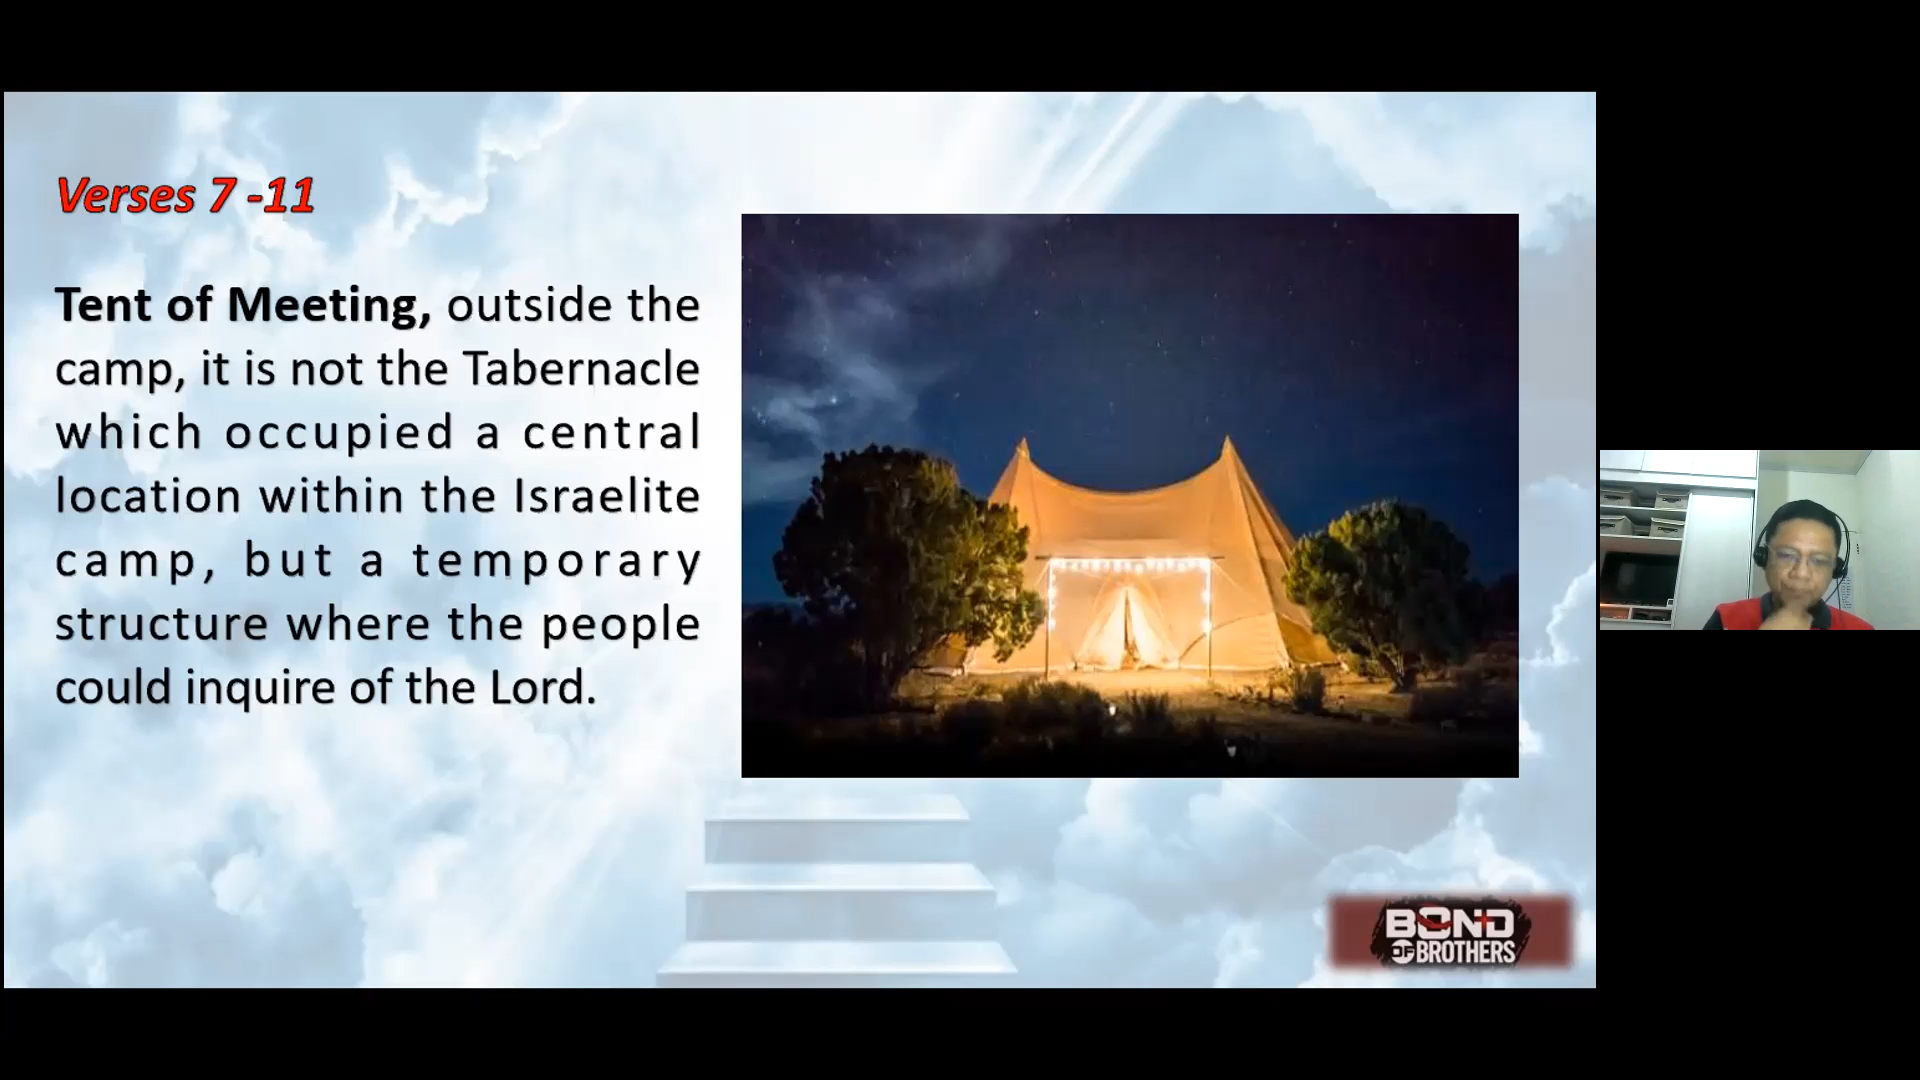 Verses 7 -11
Tent of Meeting, outside the
camp, it is not the Tabernacle
which occupied a central
location within the Israelite
camp, but a temporary
structure where the people
could inquire of the Lord.
BOND
OF BROTHERS